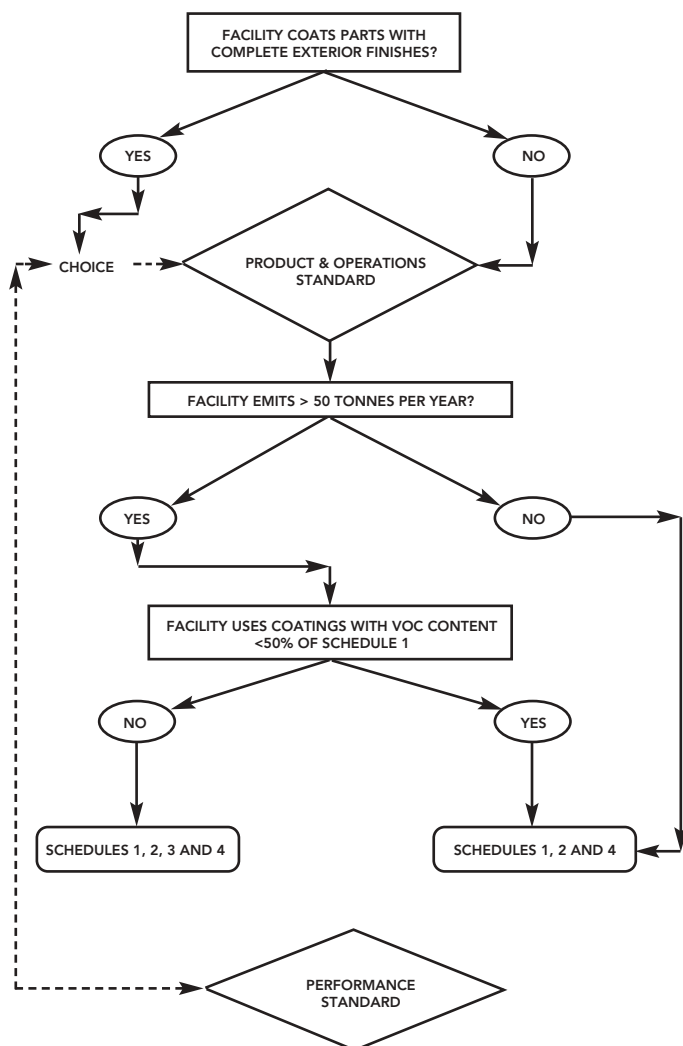 FACILITY COATS PARTS WITH
COMPLETE EXTERIOR FINISHES?
YES
NO
CHOICE
PRODUCT & OPERATIONS
STANDARD
FACILITY EMITS > 50 TONNES PER YEAR?
YES
NO
FACILITY USES COATINGS WITH VOC CONTENT
<50% OF SCHEDULE 1
NO
YES
SCHEDULES 1, 2, 3 AND 4
SCHEDULES 1, 2 AND 4
PERFORMANCE
STANDARD